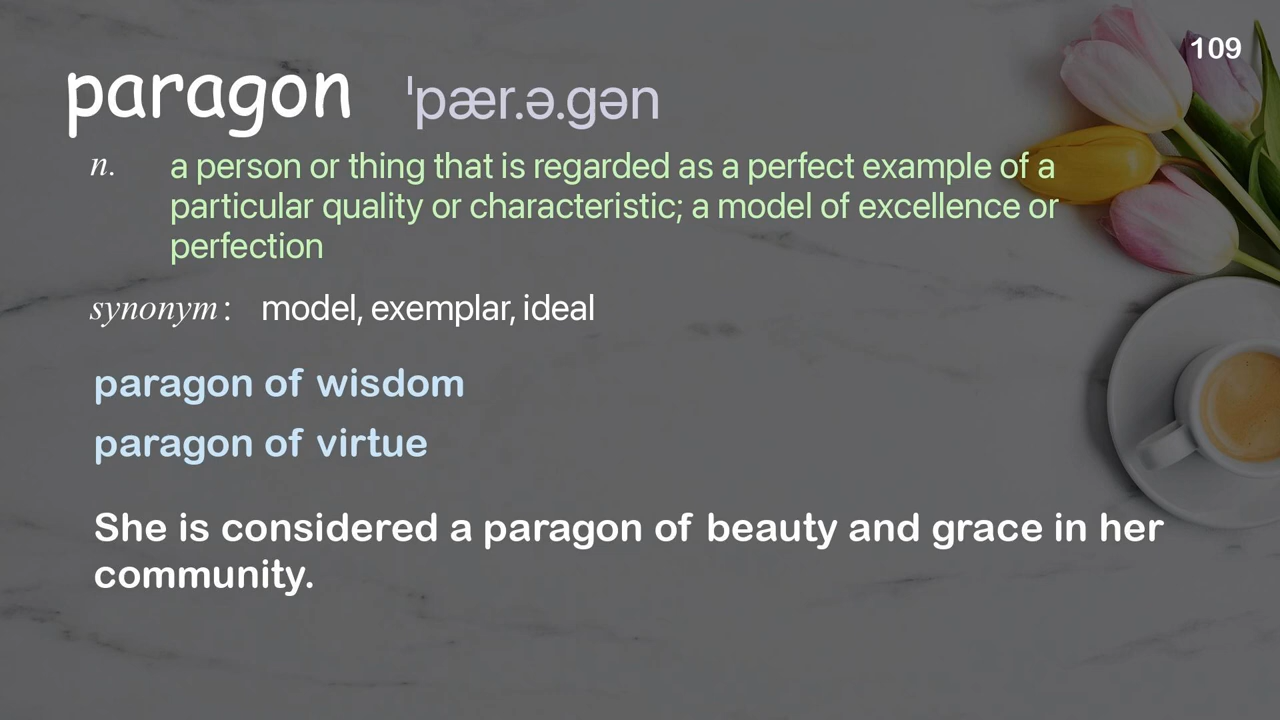 109
paragon ˈpær.ə.gən
n. a person or thing that is regarded as a perfect example of a
particular quality or characteristic; a model of excellence or
perfection
synonym: model, exemplar, ideal
paragon of wisdom
paragon of virtue
She is considered a paragon of beauty and grace in her
community.